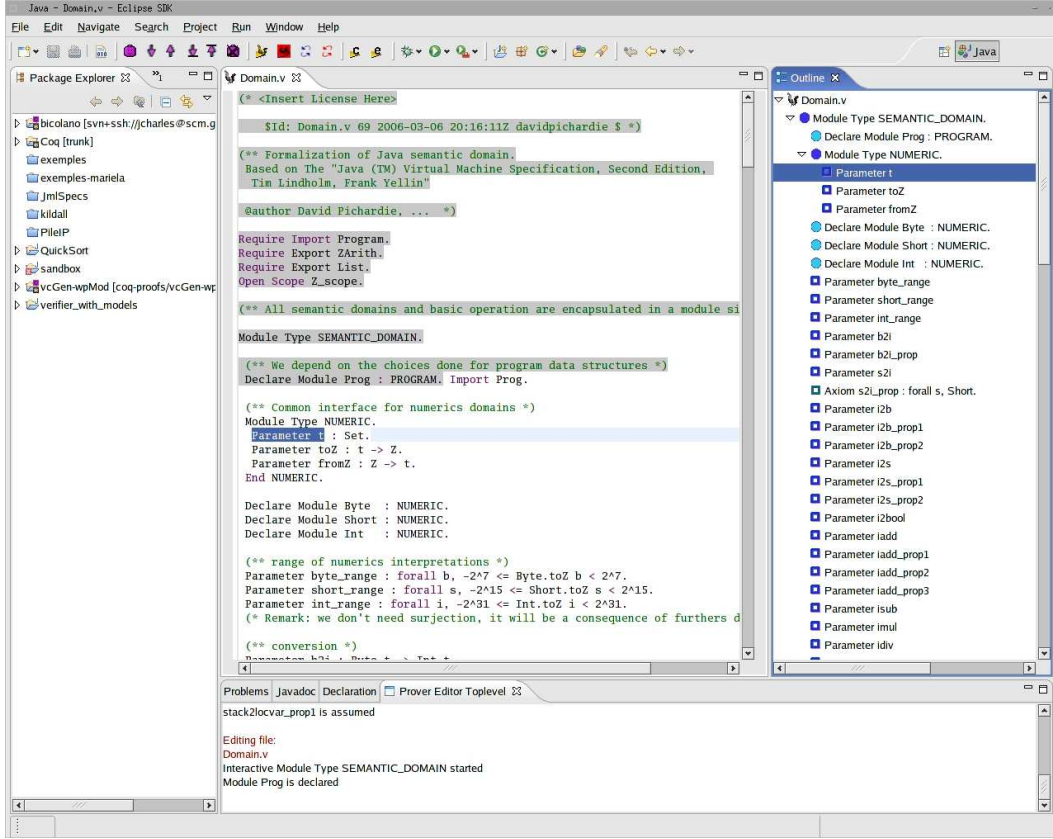 Java - Domain.v - Eclipse SDK
File Edit Navigate Search Project Run Window Help
Java
Package Explorer
»1
bicolano [svn+ssh://jcharles@scm.g
Coq [trunk]
exemples
exemples-mariela
JmlSpecs
kildall
PileIP
QuickSort
sandbox
vcGen-wpMod [coq-proofs/vcGen-wp
verifier_with_models
Domain.v
(* <Insert License Here>
$Id: Domain.v 69 2006-03-06 20:16:11Z davidpichardie $ *)
(** Formalization of Java semantic domain.
Based on The "Java (TM) Virtual Machine Specification, Second Edition,
Tim Lindholm, Frank Yellin"
@author David Pichardie, ... *)
Require Import Program.
Require Export ZArith.
Require Export List.
Open Scope Z_scope.
(** All semantic domains and basic operation are encapsulated in a module si
Module Type SEMANTIC_DOMAIN.
(** We depend on the choices done for program data structures *)
Declare Module Prog : PROGRAM. Import Prog.
(** Common interface for numerics domains *)
Module Type NUMERIC.
Parameter t : Set.
Parameter toZ : t -> Z.
Parameter fromZ : Z -> t.
End NUMERIC.
Declare Module Byte : NUMERIC.
Declare Module Short : NUMERIC.
Declare Module Int : NUMERIC.
(** range of numerics interpretations *)
Parameter byte_range : forall b, -2^7 <= Byte.toZ b < 2^7.
Parameter short_range : forall s, -2^15 <= Short.toZ s < 2^15.
Parameter int_range : forall i, -2^31 <= Int.toZ i < 2^31.
(* Remark: we don't need surjection, it will be a consequence of furthers d
(** conversion *)
Parameter b2i : Byte.t -> Int.t
Outline
Domain.v
Module Type SEMANTIC_DOMAIN.
Declare Module Prog : PROGRAM.
Module Type NUMERIC.
Parameter t
Parameter toZ
Parameter fromZ
Declare Module Byte : NUMERIC.
Declare Module Short : NUMERIC.
Declare Module Int : NUMERIC.
Parameter byte_range
Parameter short_range
Parameter int_range
Parameter b2i
Parameter b2i_prop
Parameter s2i
Axiom s2i_prop : forall s, Short.
Parameter i2b
Parameter i2b_prop1
Parameter i2b_prop2
Parameter i2s
Parameter i2s_prop1
Parameter i2s_prop2
Parameter i2bool
Parameter iadd
Parameter iadd_prop1
Parameter iadd_prop2
Parameter iadd_prop3
Parameter isub
Parameter imul
Parameter idiv
Problems Javadoc Declaration Prover Editor Toplevel
stack2locvar_prop1 is assumed
Editing file:
Domain.v
Interactive Module Type SEMANTIC_DOMAIN started
Module Prog is declared